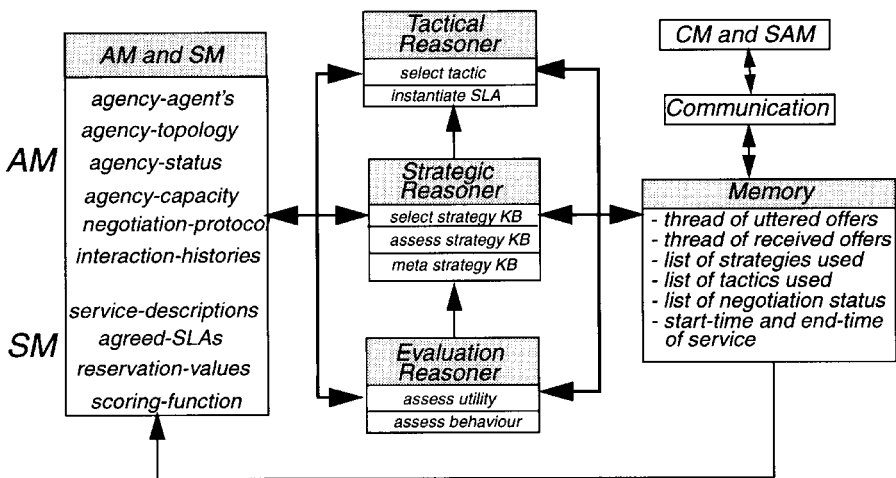 AM and SM
AM
agency-agent's
agency-topology
agency-status
agency-capacity
negotiation-protocol
interaction-histories
SM
service-descriptions
agreed-SLAs
reservation-values
scoring-function
Tactical
Reasoner
select tactic
instantiate SLA
Strategic
Reasoner
select strategy KB
assess strategy KB
meta strategy KB
Evaluation
Reasoner
assess utility
assess behaviour
CM and SAM
Communication
Memory
- thread of uttered offers
- thread of received offers
- list of strategies used
- list of tactics used
- list of negotiation status
- start-time and end-time
of service